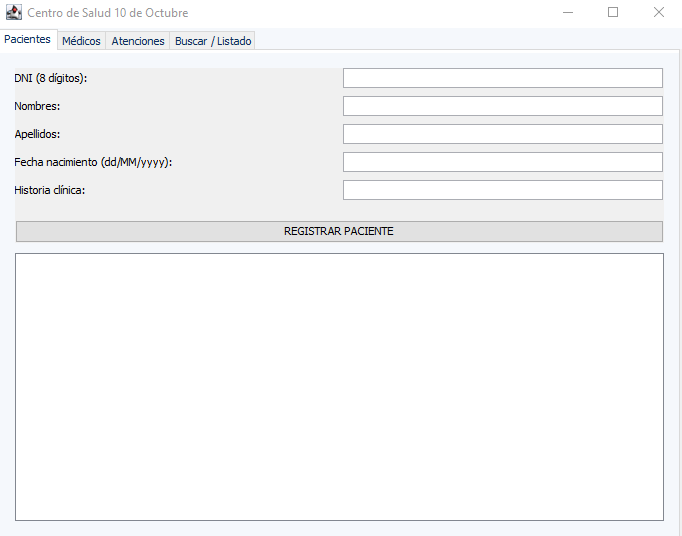 Centro de Salud 10 de Octubre
Pacientes Médicos Atenciones Buscar / Listado
DNI (8 dígitos):
Nombres:
Apellidos:
Fecha nacimiento (dd/MM/yyyy):
Historia clínica:
REGISTRAR PACIENTE